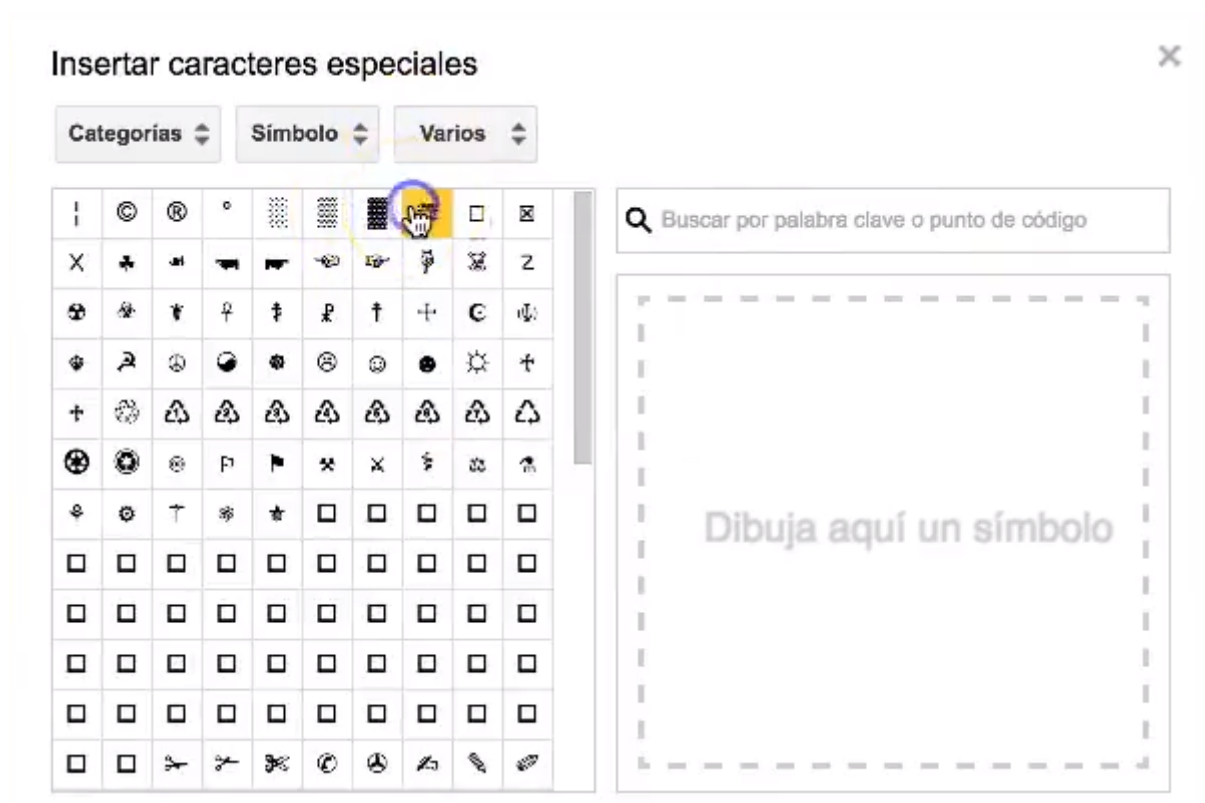 Insertar caracteres especiales
Categorías Símbolo Varios
Buscar por palabra clave o punto de código
Dibuja aquí un símbolo